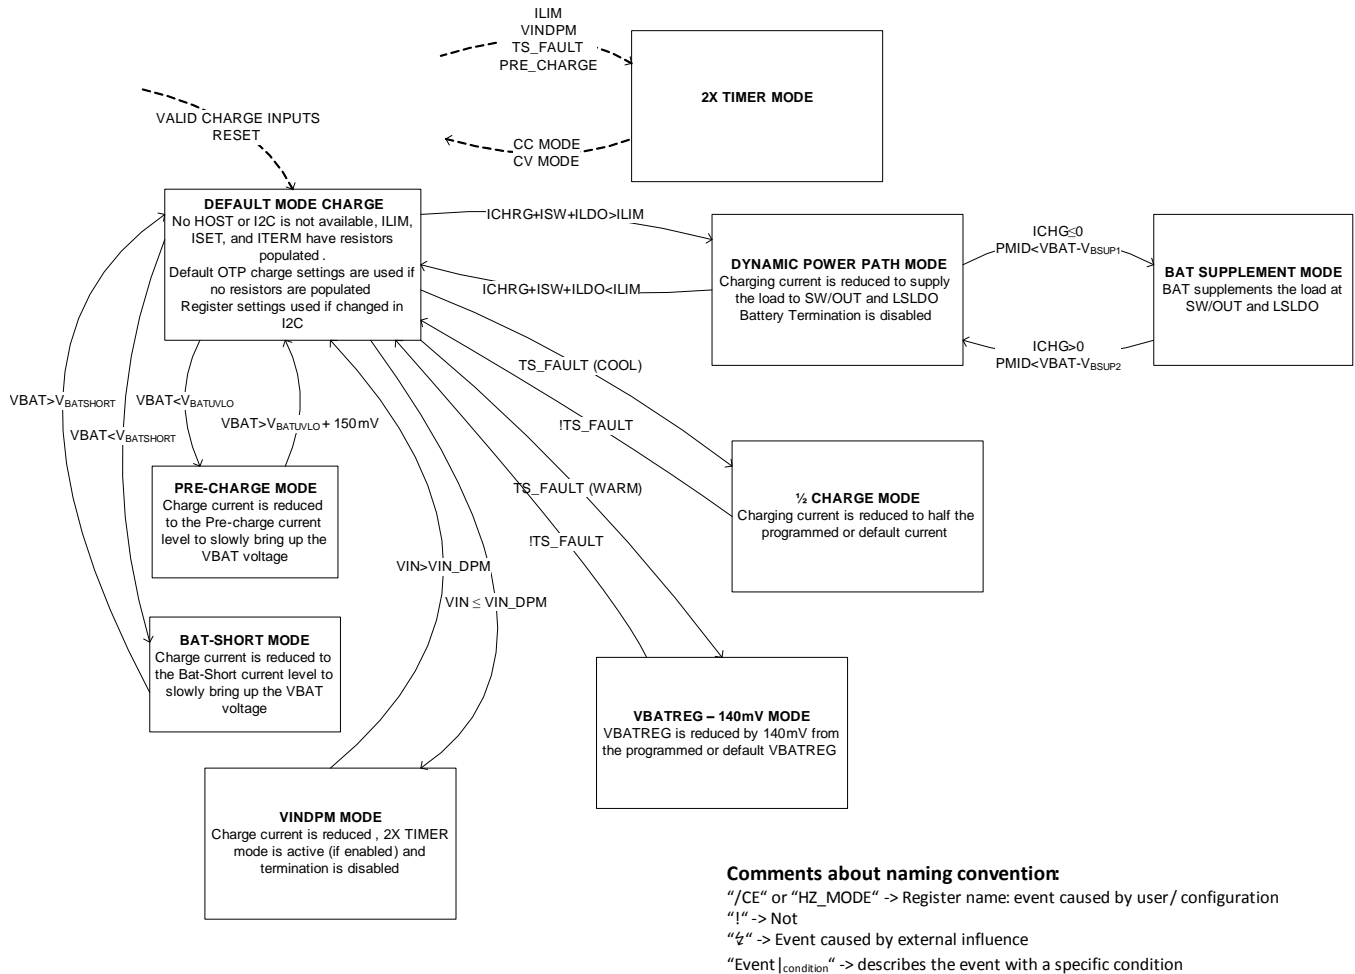 ILIM
VINDPM
TS_FAULT
PRE_CHARGE
2X TIMER MODE
VALID CHARGE INPUTS
RESET
CC MODE
CV MODE
DEFAULT MODE CHARGE
No HOST or I2C is not available, ILIM,
ISET, and ITERM have resistors
populated .
Default OTP charge settings are used if
no resistors are populated
Register settings used if changed in
I2C
ICHRG+ISW+ILDO>ILIM
ICHRG+ISW+ILDO<ILIM
DYNAMIC POWER PATH MODE
Charging current is reduced to supply
the load to SW/OUT and LSLDO
Battery Termination is disabled
ICHG≤0
PMID<VBAT-VBSUP1
BAT SUPPLEMENT MODE
BAT supplements the load at
SW/OUT and LSLDO
ICHG>0
PMID<VBAT-VBSUP2
TS_FAULT (COOL)
!TS_FAULT
VBAT>VBATSHORT
VBAT<VBATUVLO
VBAT>VBATUVLO + 150mV
VBAT<VBATSHORT
PRE-CHARGE MODE
Charge current is reduced
to the Pre-charge current
level to slowly bring up the
VBAT voltage
TS_FAULT (WARM)
!TS_FAULT
½ CHARGE MODE
Charging current is reduced to half the
programmed or default current
VIN>VIN_DPM
VIN ≤ VIN_DPM
BAT-SHORT MODE
Charge current is reduced to
the Bat-Short current level to
slowly bring up the VBAT
voltage
VBATREG – 140mV MODE
VBATREG is reduced by 140mV from
the programmed or default VBATREG
VINDPM MODE
Charge current is reduced , 2X TIMER
mode is active (if enabled) and
termination is disabled
Comments about naming convention:
“/CE“ or “HZ_MODE“ -> Register name: event caused by user/ configuration
“!“ -> Not
“↯“ -> Event caused by external influence
“Event|condition“ -> describes the event with a specific condition